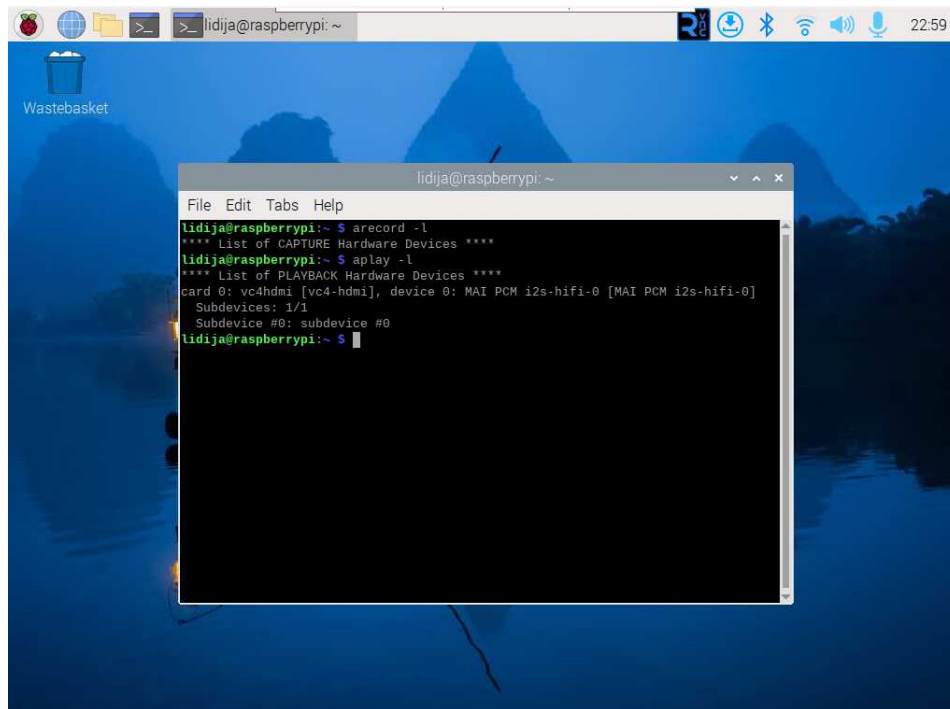 lidija@raspberrypi: ~
22:59
Wastebasket
lidija@raspberrypi: ~
File Edit Tabs Help
lidija@raspberrypi:~ $ arecord -l
**** List of CAPTURE Hardware Devices ****
lidija@raspberrypi:~ $ aplay -l
**** List of PLAYBACK Hardware Devices ****
card 0: vc4hdmi [vc4-hdmi], device 0: MAI PCM i2s-hifi-0 [MAI PCM i2s-hifi-0]
  Subdevices: 1/1
  Subdevice #0: subdevice #0
lidija@raspberrypi:~ $